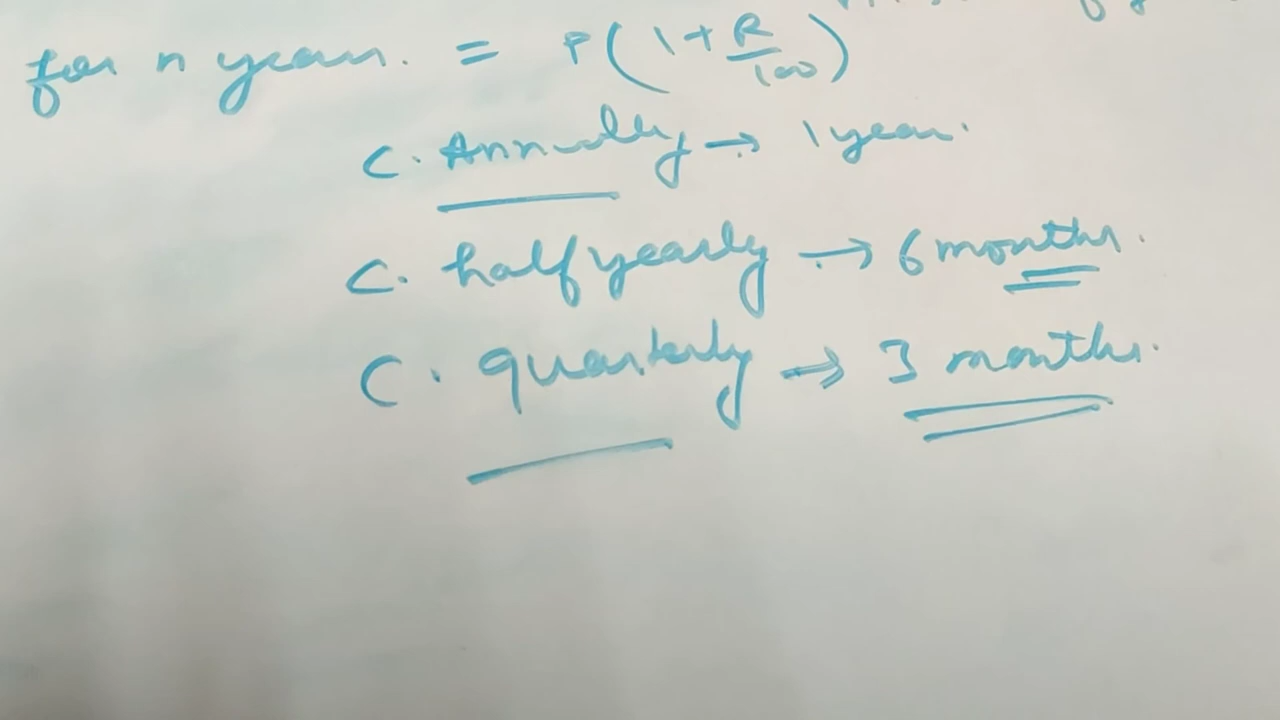 for n years. = P(1+R/100)
C. Annually → 1 year.
C. half yearly → 6 months.
C. quarterly → 3 months.